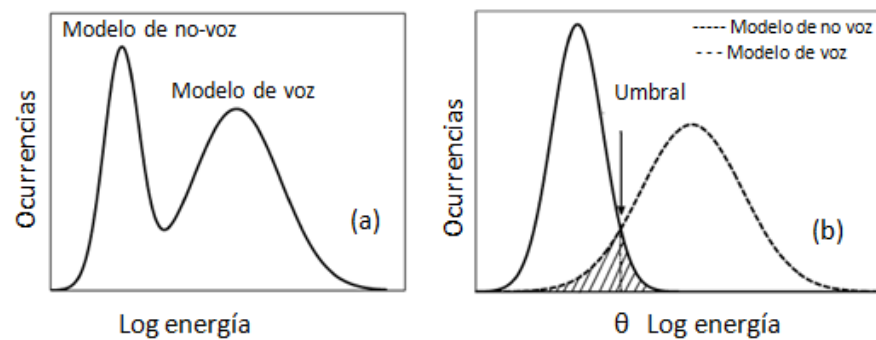 Modelo de no-voz
Modelo de voz
Ocurrencias
(a)
Log energía
Modelo de no voz
Modelo de voz
Umbral
Ocurrencias
(b)
θ Log energía